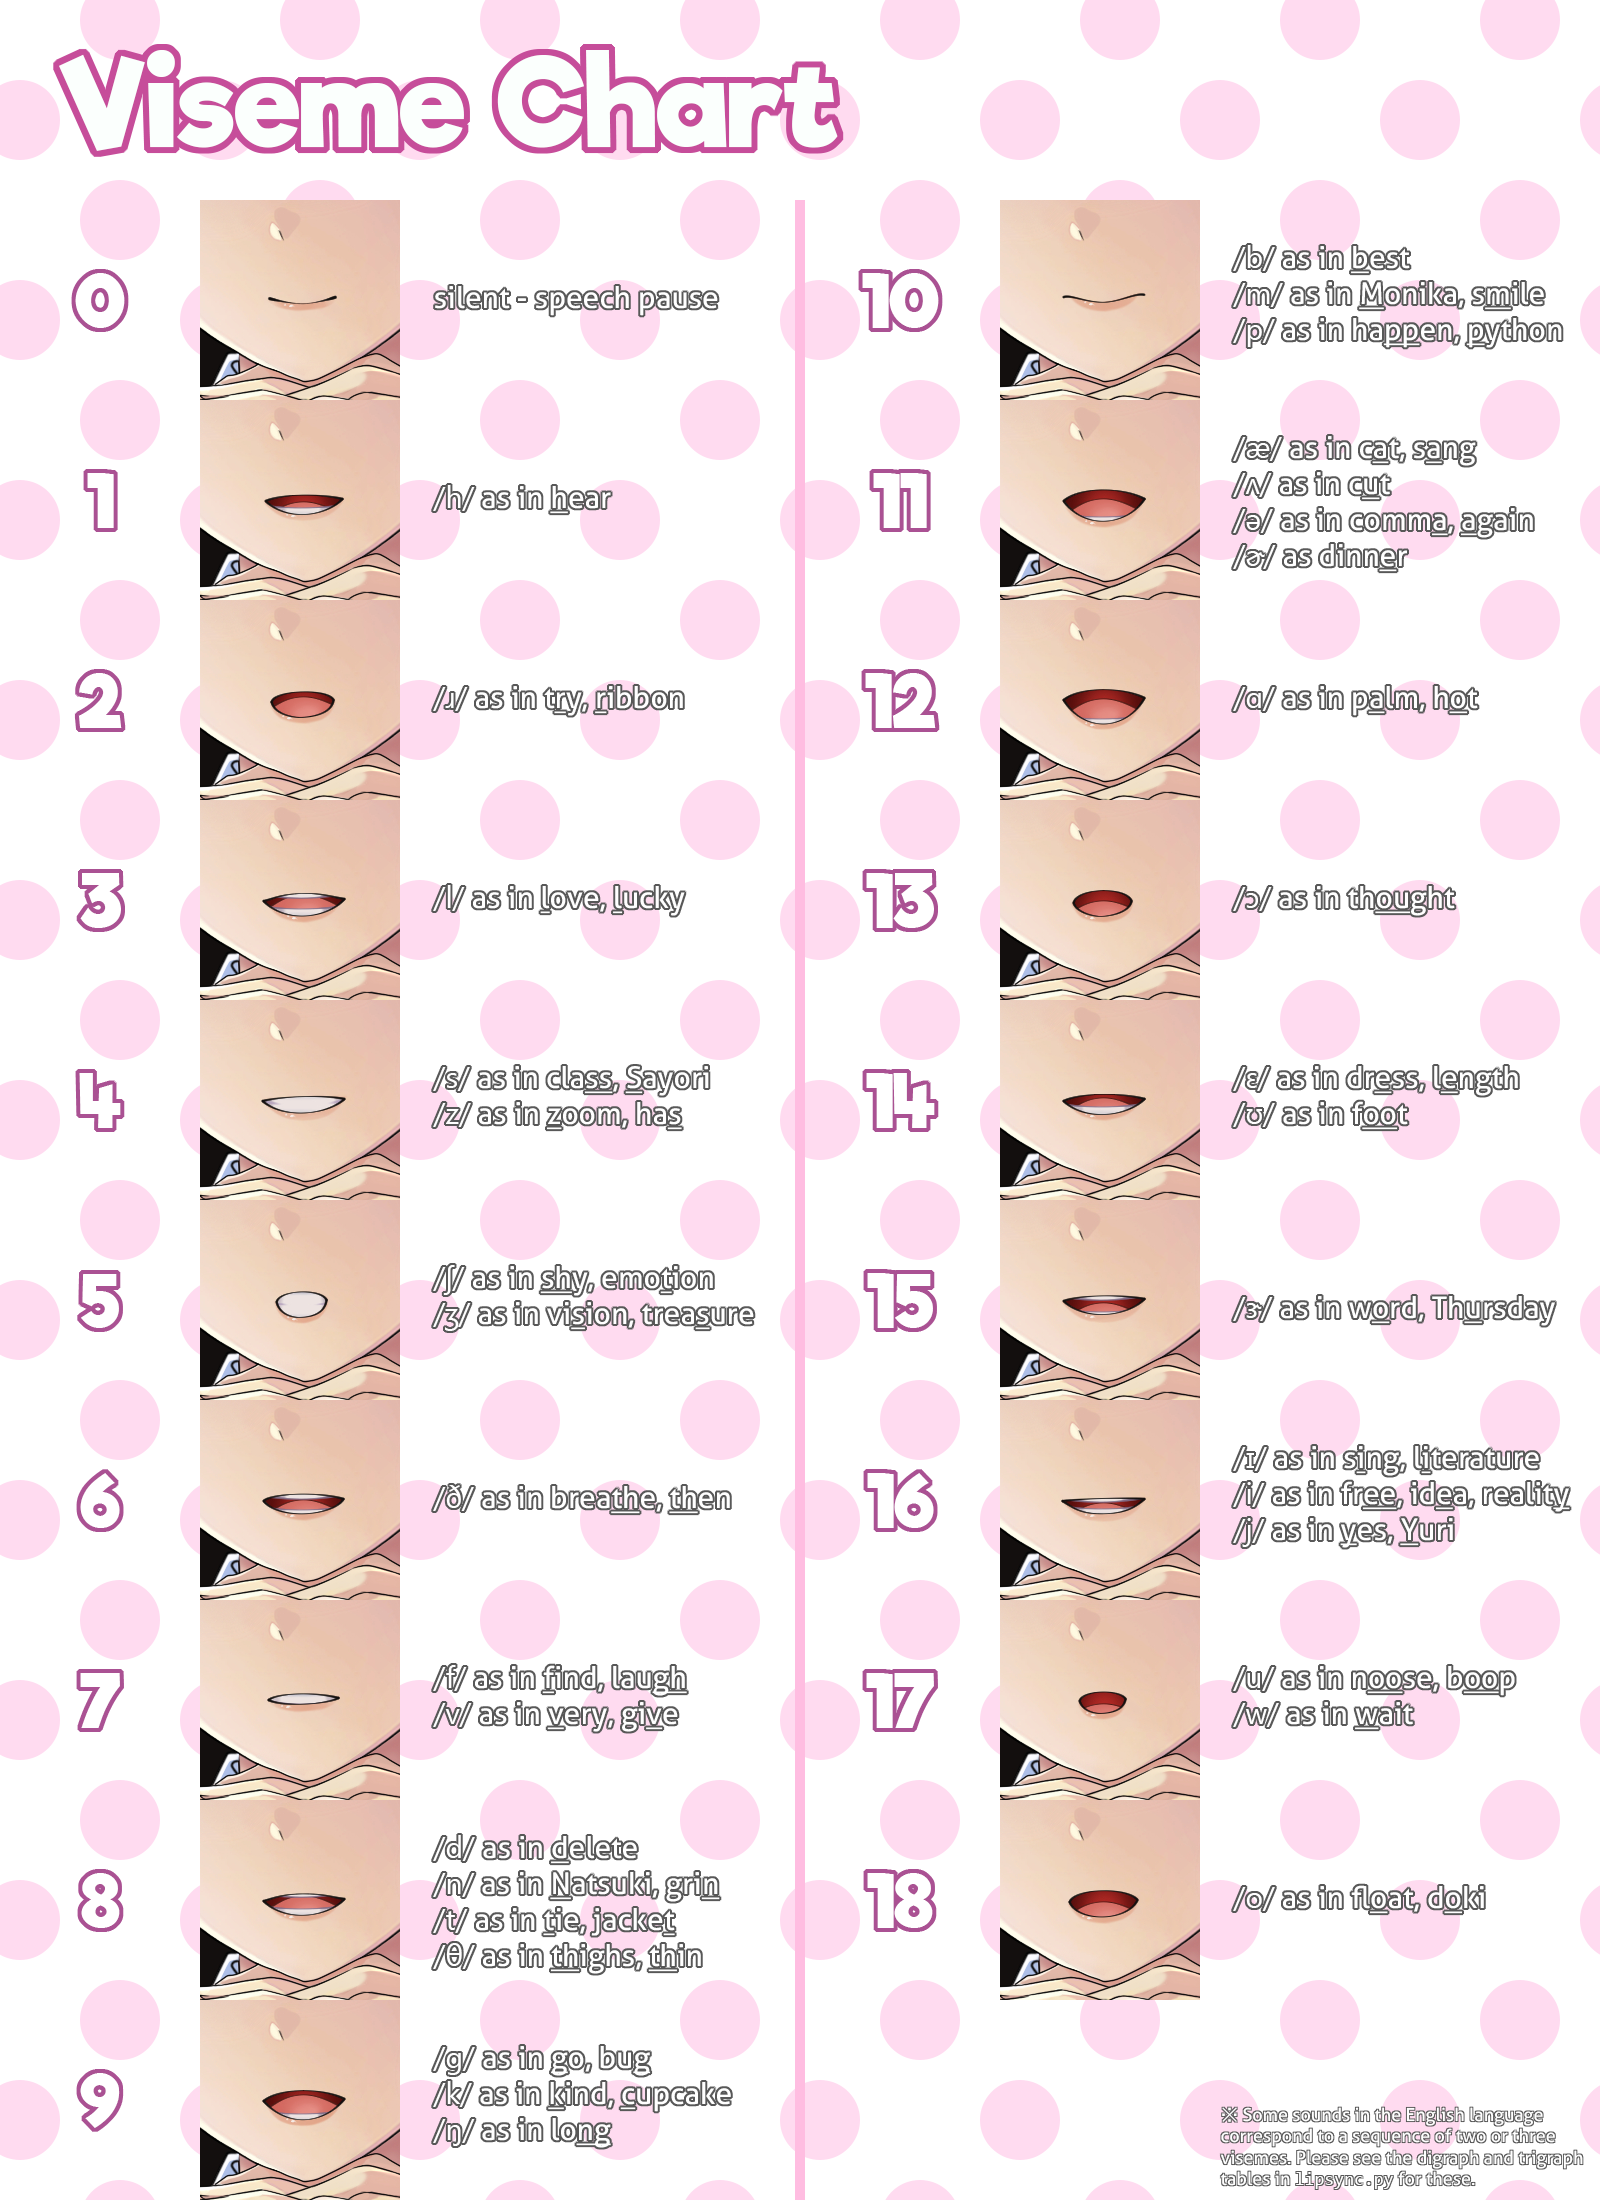 Viseme Chart
0
silent - speech pause
1
/h/ as in hear
2
/ɹ/ as in try, ribbon
3
/l/ as in love, lucky
4
/s/ as in class, Sayori
/z/ as in zoom, has
5
/ʃ/ as in shy, emotion
/ʒ/ as in vision, treasure
6
/ð/ as in breathe, then
7
/f/ as in find, laugh
/v/ as in very, give
8
/d/ as in delete
/n/ as in Natsuki, grin
/t/ as in tie, jacket
/θ/ as in thighs, thin
9
/g/ as in go, bug
/k/ as in kind, cupcake
/ŋ/ as in long
10
/b/ as in best
/m/ as in Monika, smile
/p/ as in happen, python
11
/æ/ as in cat, sang
/ʌ/ as in cut
/ə/ as in comma, again
/ɚ/ as dinner
12
/ɑ/ as in palm, hot
13
/ɔ/ as in thought
14
/ɛ/ as in dress, length
/ʊ/ as in foot
15
/ɝ/ as in word, Thursday
16
/ɪ/ as in sing, literature
/i/ as in free, idea, reality
/j/ as in yes, Yuri
17
/u/ as in noose, boop
/w/ as in wait
18
/o/ as in float, doki
※ Some sounds in the English language
correspond to a sequence of two or three
visemes. Please see the digraph and trigraph
tables in lipsync.py for these.